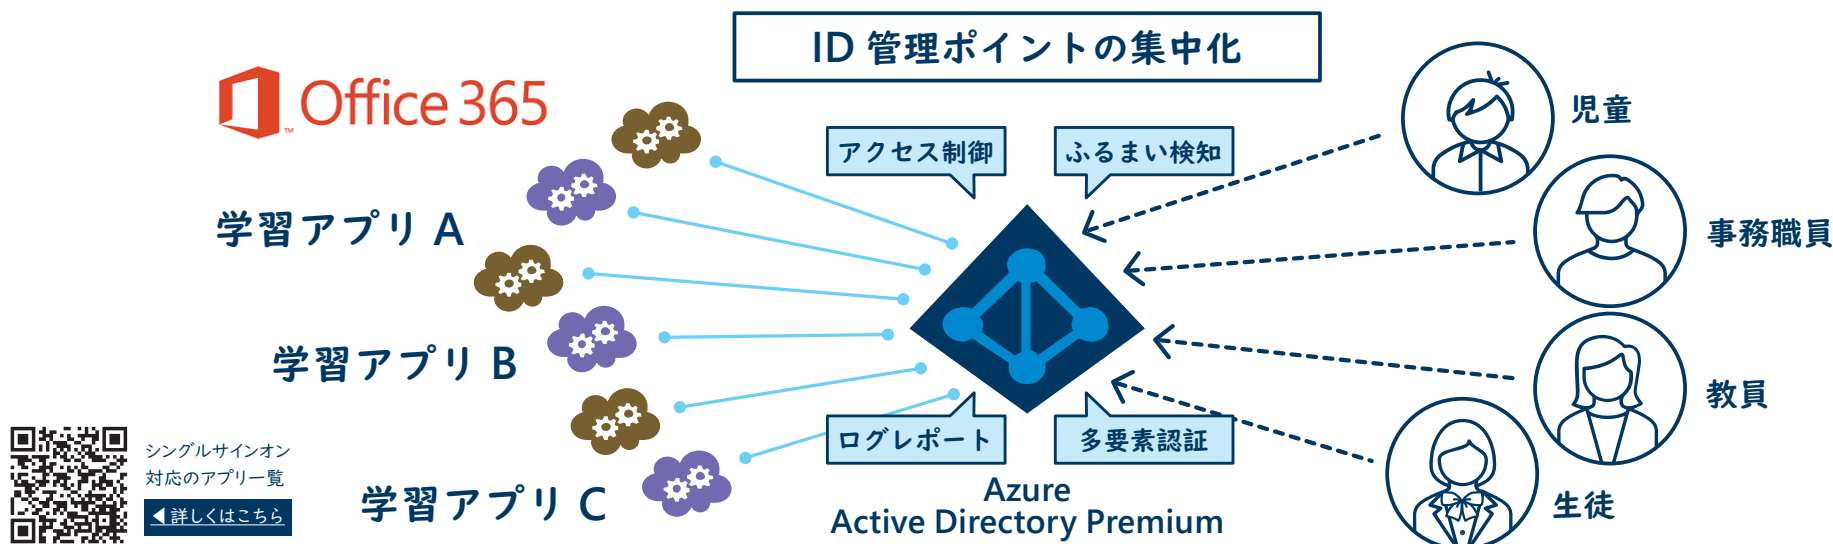 ID 管理ポイントの集中化
Office 365
™
アクセス制御
ふるまい検知
児童
学習アプリ A
事務職員
学習アプリ B
教員
ログレポート
多要素認証
シングルサインオン
対応のアプリ一覧
◀詳しくはこちら
学習アプリ C
Azure
Active Directory Premium
生徒